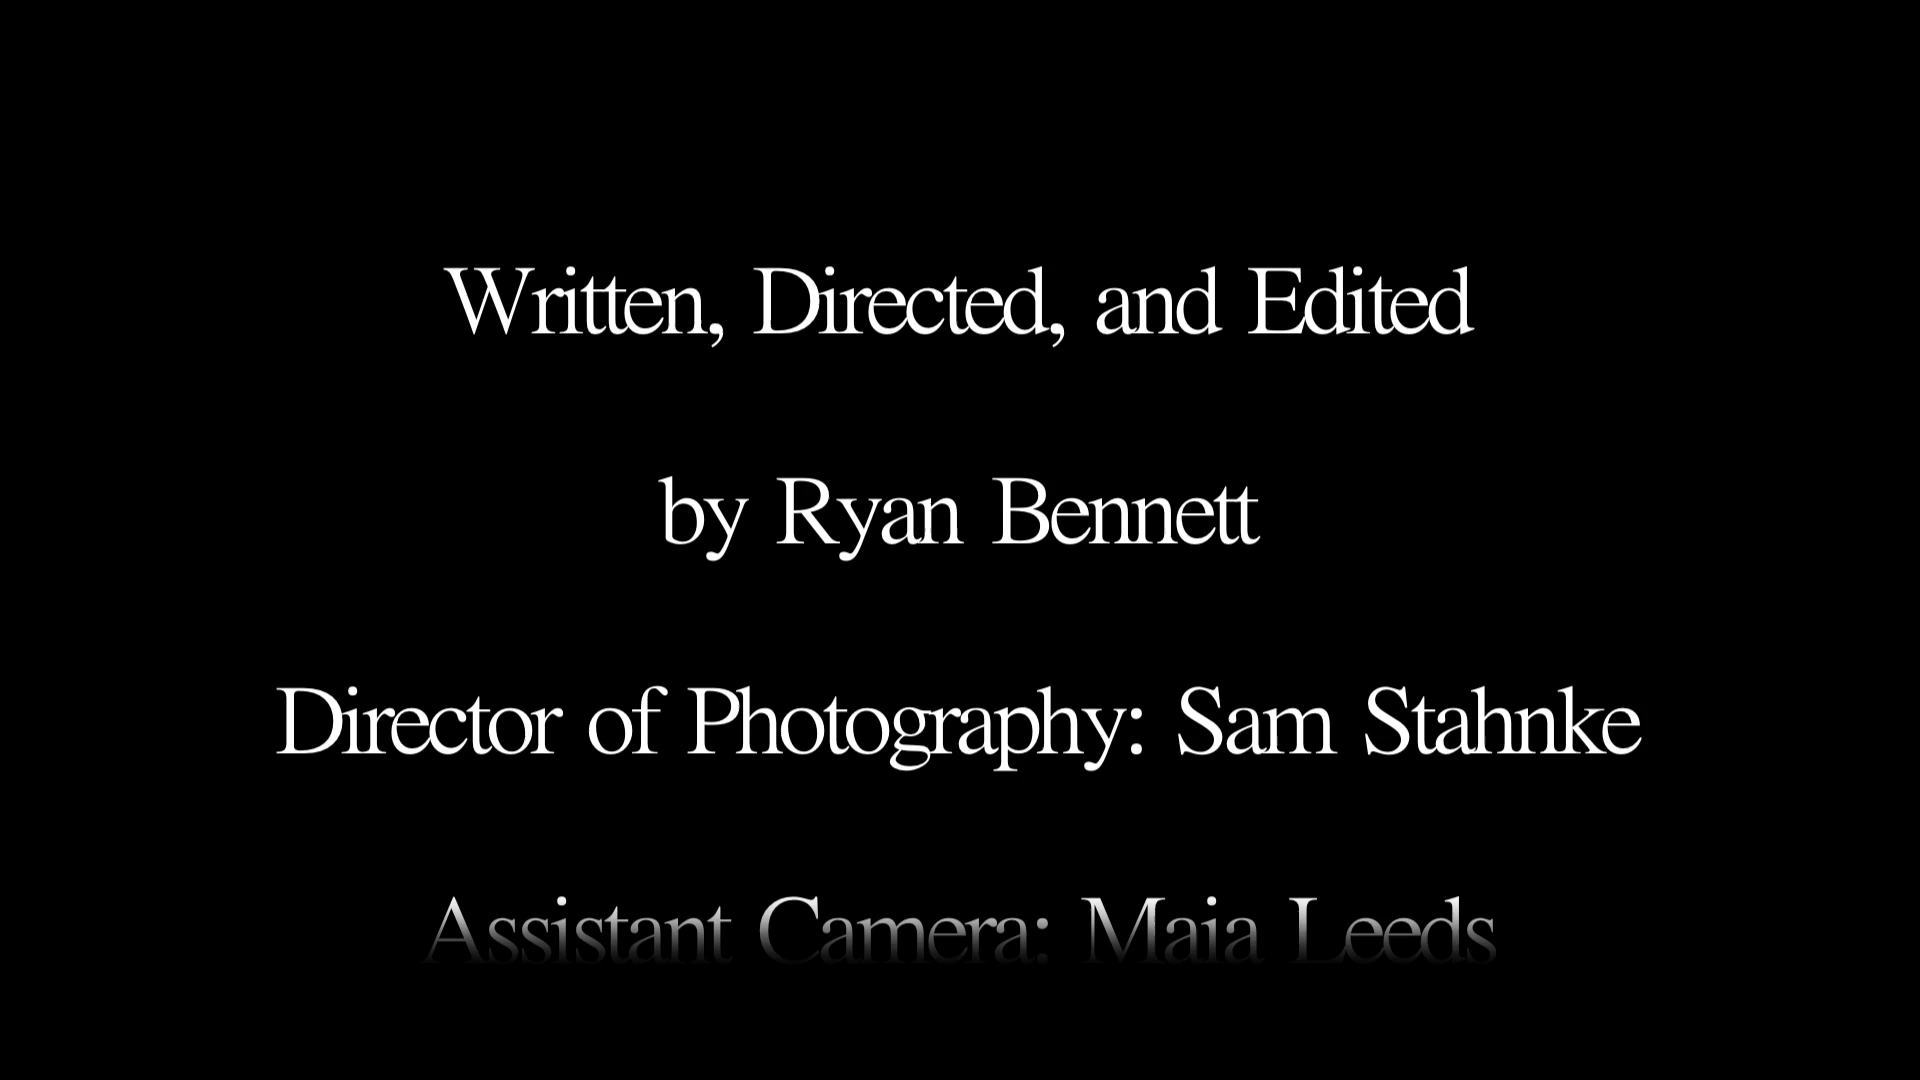 Written, Directed, and Edited
by Ryan Bennett
Director of Photography: Sam Stahnke
Assistant Camera: Maia Leeds